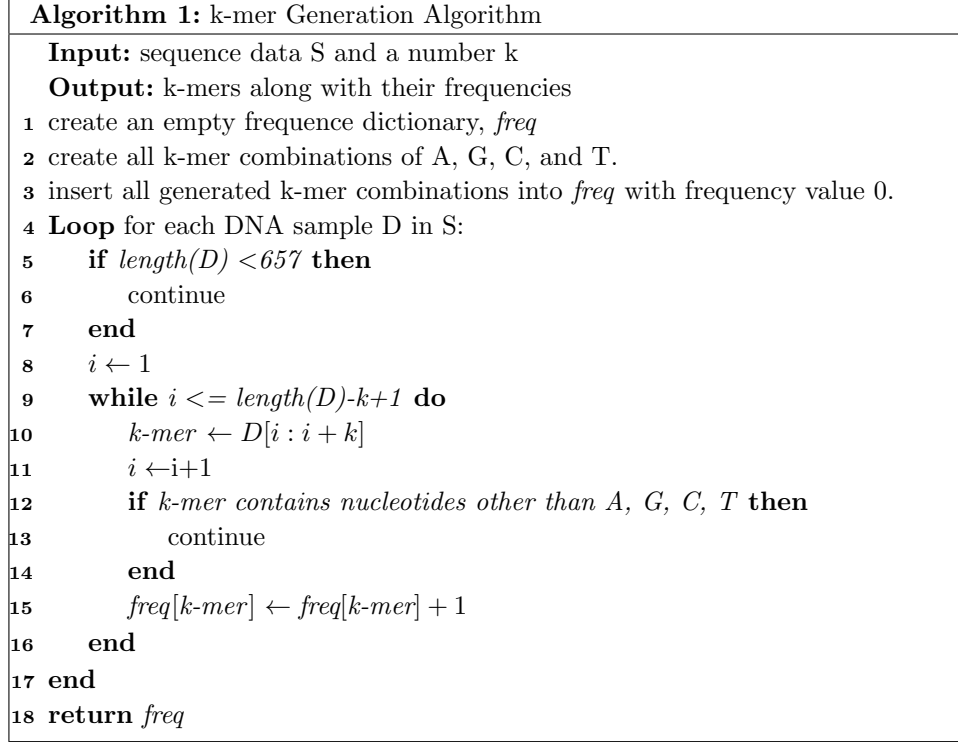 Algorithm 1: k-mer Generation Algorithm
Input: sequence data S and a number k
Output: k-mers along with their frequencies
1 create an empty frequence dictionary, freq
2 create all k-mer combinations of A, G, C, and T.
3 insert all generated k-mer combinations into freq with frequency value 0.
4 Loop for each DNA sample D in S:
5 if length(D) <657 then
6 continue
7 end
8 i ← 1
9 while i <= length(D)-k+1 do
10 k-mer ← D[i : i + k]
11 i ←i+1
12 if k-mer contains nucleotides other than A, G, C, T then
13 continue
14 end
15 freq[k-mer] ← freq[k-mer] + 1
16 end
17 end
18 return freq